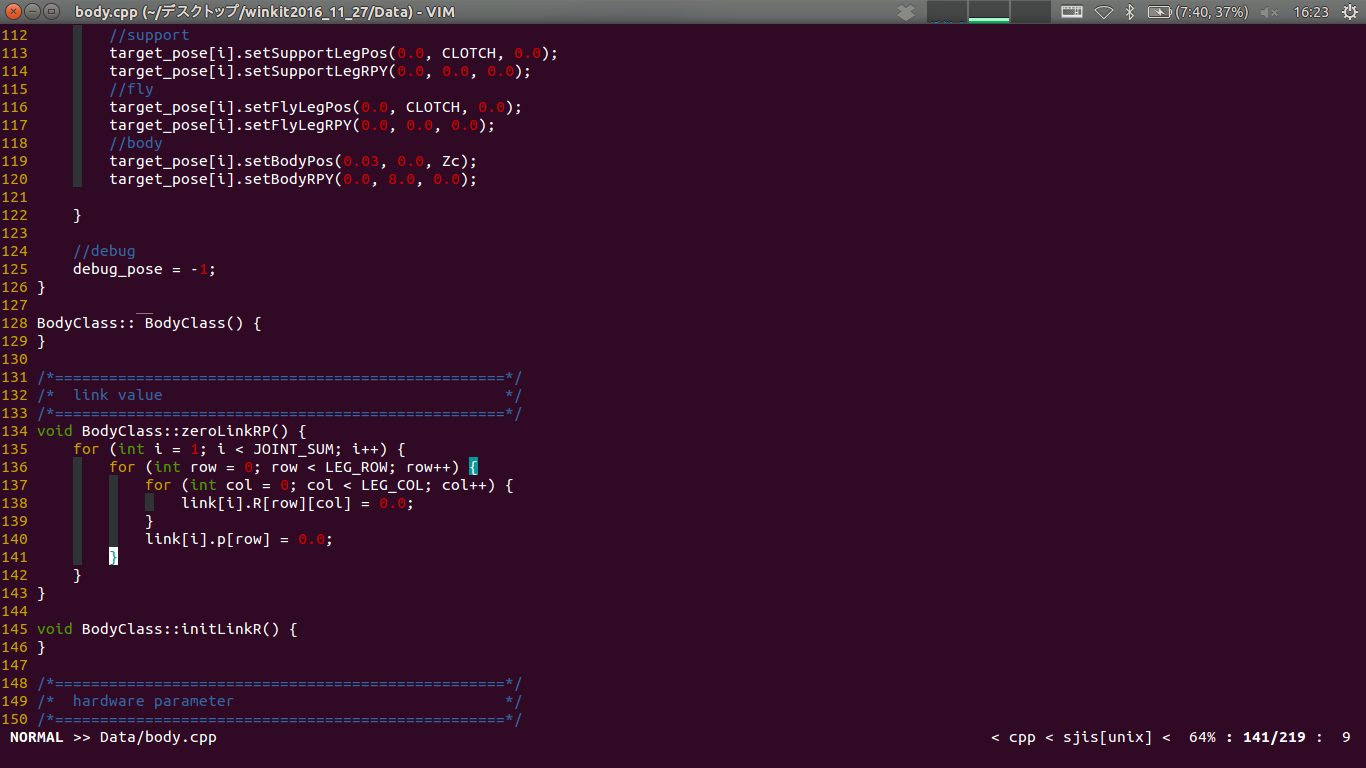 body.cpp (~/デスクトップ/winkit2016_11_27/Data) - VIM (7:40, 37%) 16:23
112         //support
113         target_pose[i].setSupportLegPos(0.0, CLOTCH, 0.0);
114         target_pose[i].setSupportLegRPY(0.0, 0.0, 0.0);
115         //fly
116         target_pose[i].setFlyLegPos(0.0, CLOTCH, 0.0);
117         target_pose[i].setFlyLegRPY(0.0, 0.0, 0.0);
118         //body
119         target_pose[i].setBodyPos(0.03, 0.0, Zc);
120         target_pose[i].setBodyRPY(0.0, 8.0, 0.0);
121
122     }
123
124     //debug
125     debug_pose = -1;
126 }
127
128 BodyClass::‾BodyClass() {
129 }
130
131 /*==================================================*/
132 /*  link value                                      */
133 /*==================================================*/
134 void BodyClass::zeroLinkRP() {
135     for (int i = 1; i < JOINT_SUM; i++) {
136         for (int row = 0; row < LEG_ROW; row++) {
137             for (int col = 0; col < LEG_COL; col++) {
138                 link[i].R[row][col] = 0.0;
139             }
140             link[i].p[row] = 0.0;
141         }
142     }
143 }
144
145 void BodyClass::initLinkR() {
146 }
147
148 /*==================================================*/
149 /*  hardware parameter                              */
150 /*==================================================*/
NORMAL >> Data/body.cpp < cpp < sjis[unix] < 64% : 141/219 : 9